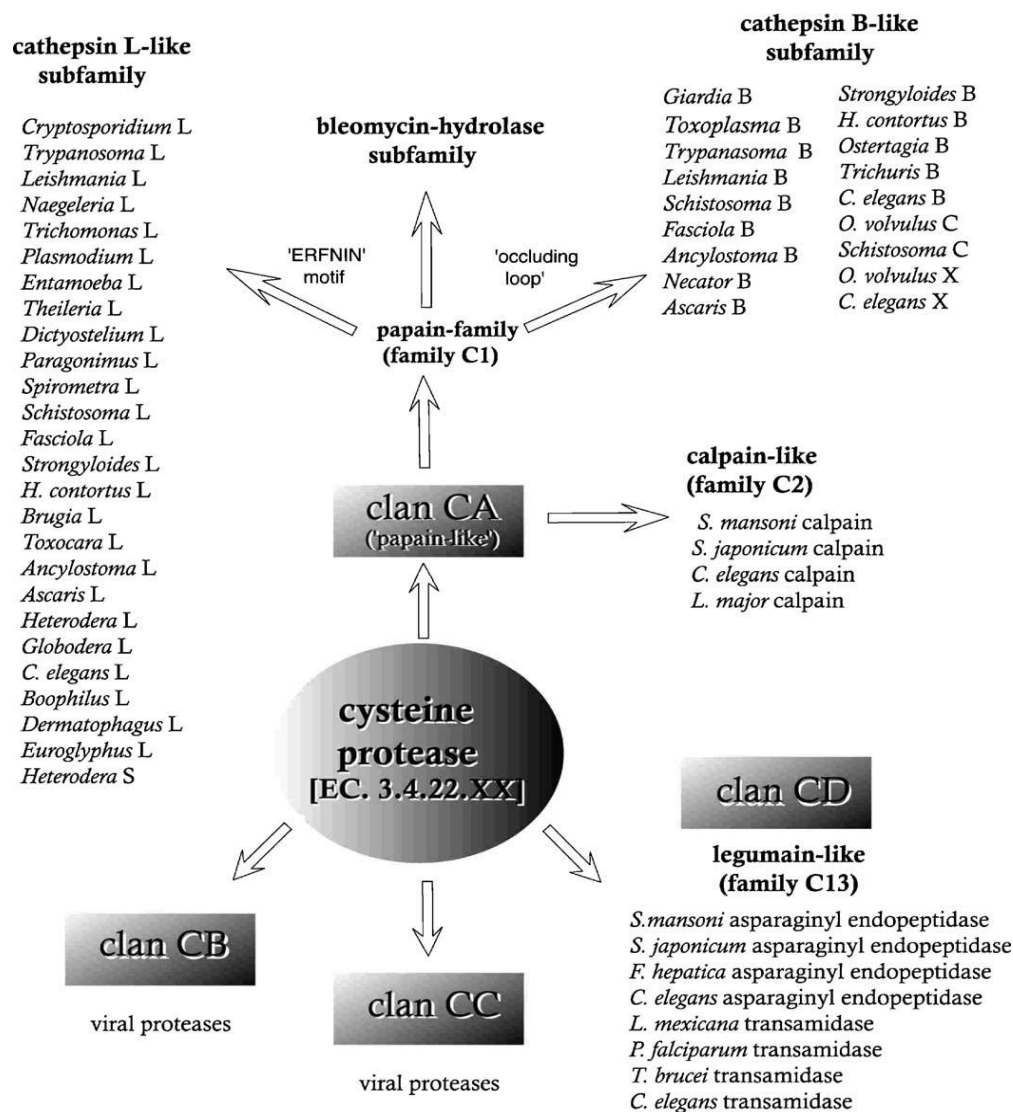 cathepsin L-like
subfamily
Cryptosporidium L
Trypanosoma L
Leishmania L
Naegeleria L
Trichomonas L
Plasmodium L
Entamoeba L
Theileria L
Dictyostelium L
Paragonimus L
Spirometra L
Schistosoma L
Fasciola L
Strongyloides L
H. contortus L
Brugia L
Toxocara L
Ancylostoma L
Ascaris L
Heterodera L
Globodera L
C. elegans L
Boophilus L
Dermatophagus L
Euroglyphus L
Heterodera S
bleomycin-hydrolase
subfamily
cathepsin B-like
subfamily
Giardia B
Toxoplasma B
Trypanasoma B
Leishmania B
Schistosoma B
Fasciola B
Ancylostoma B
Necator B
Ascaris B
Strongyloides B
H. contortus B
Ostertagia B
Trichuris B
C. elegans B
O. volvulus C
Schistosoma C
O. volvulus X
C. elegans X
'ERFNIN'
motif
'occluding
loop'
papain-family
(family C1)
clan CA
('papain-like')
calpain-like
(family C2)
S. mansoni calpain
S. japonicum calpain
C. elegans calpain
L. major calpain
cysteine
protease
[EC. 3.4.22.XX]
clan CD
legumain-like
(family C13)
S.mansoni asparaginyl endopeptidase
S. japonicum asparaginyl endopeptidase
F. hepatica asparaginyl endopeptidase
C. elegans asparaginyl endopeptidase
L. mexicana transamidase
P. falciparum transamidase
T. brucei transamidase
C. elegans transamidase
clan CB
viral proteases
clan CC
viral proteases